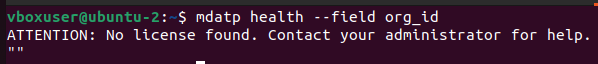 vboxuser@ubuntu-2:~$ mdatp health --field org_id
ATTENTION: No license found. Contact your administrator for help.
""